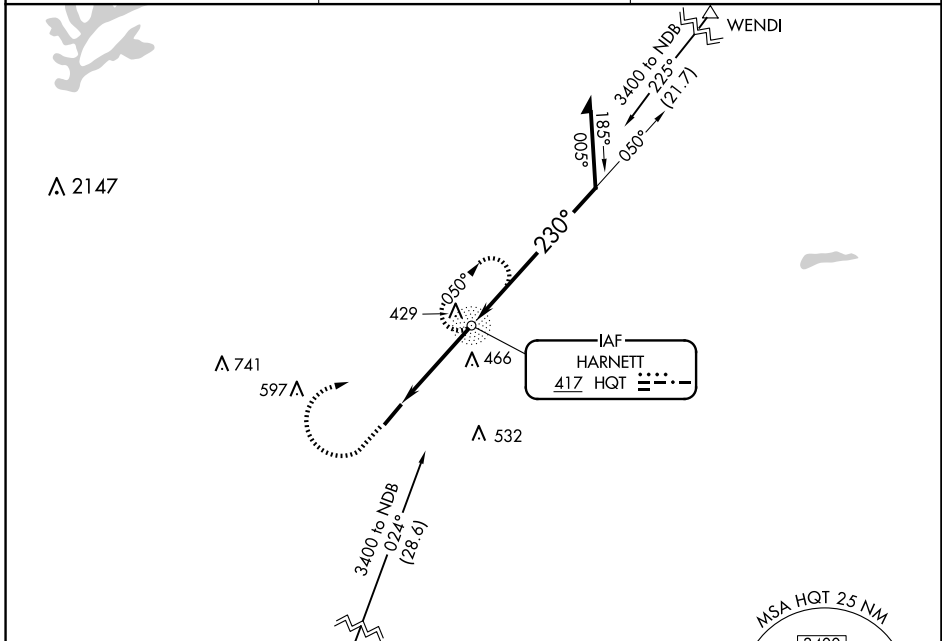 WENDI
3400 to NDB
225°
(21.7)
185°
005°
050°
2147
230°
050°
429
IAF
HARNETT
417 HQT
466
741
597
532
3400 to NDB
024°
(28.6)
MSA HQT 25 NM